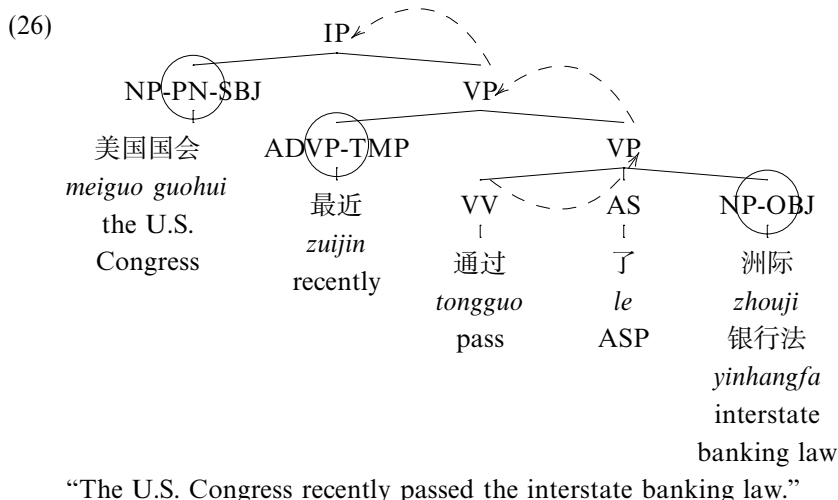 (26)
IP
NP-PN-SBJ VP
美国国会 ADVP-TMP VP
meiguo guohui 最近 VV AS NP-OBJ
the U.S. zuijin 通过 了 洲际
Congress recently tongguo le zhouji
pass ASP 银行法
yinhangfa
interstate
banking law
“The U.S. Congress recently passed the interstate banking law.”